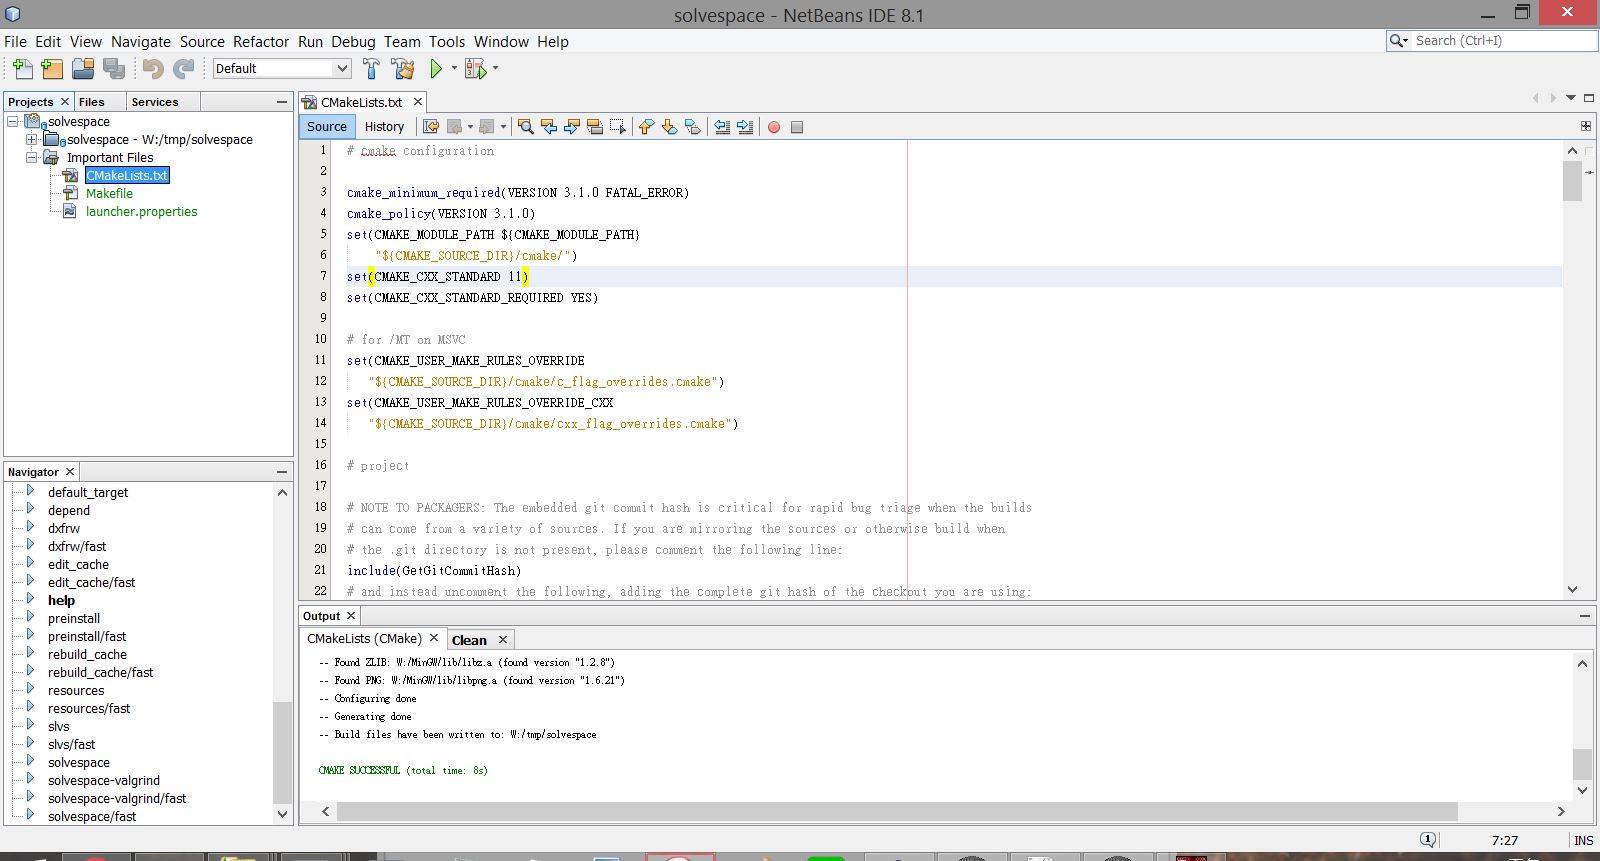 solvespace - NetBeans IDE 8.1
File Edit View Navigate Source Refactor Run Debug Team Tools Window Help
Search (Ctrl+I)
Default
Projects Files Services
solvespace
solvespace - W:/tmp/solvespace
Important Files
CMakeLists.txt
Makefile
launcher.properties
CMakeLists.txt
Source History
1 # cmake configuration
2
3 cmake_minimum_required(VERSION 3.1.0 FATAL_ERROR)
4 cmake_policy(VERSION 3.1.0)
5 set(CMAKE_MODULE_PATH ${CMAKE_MODULE_PATH}
6 "${CMAKE_SOURCE_DIR}/cmake/")
7 set(CMAKE_CXX_STANDARD 11)
8 set(CMAKE_CXX_STANDARD_REQUIRED YES)
9
10 # for /MT on MSVC
11 set(CMAKE_USER_MAKE_RULES_OVERRIDE
12 "${CMAKE_SOURCE_DIR}/cmake/c_flag_overrides.cmake")
13 set(CMAKE_USER_MAKE_RULES_OVERRIDE_CXX
14 "${CMAKE_SOURCE_DIR}/cmake/cxx_flag_overrides.cmake")
15
16 # project
17
18 # NOTE TO PACKAGERS: The embedded git commit hash is critical for rapid bug triage when the builds
19 # can come from a variety of sources. If you are mirroring the sources or otherwise build when
20 # the .git directory is not present, please comment the following line:
21 include(GetGitCommitHash)
22 # and instead uncomment the following, adding the complete git hash of the checkout you are using:
Navigator
default_target
depend
dxfrw
dxfrw/fast
edit_cache
edit_cache/fast
help
preinstall
preinstall/fast
rebuild_cache
rebuild_cache/fast
resources
resources/fast
slvs
slvs/fast
solvespace
solvespace-valgrind
solvespace-valgrind/fast
solvespace/fast
Output
CMakeLists (CMake) Clean
-- Found ZLIB: W:/MinGW/lib/libz.a (found version "1.2.8")
-- Found PNG: W:/MinGW/lib/libpng.a (found version "1.6.21")
-- Configuring done
-- Generating done
-- Build files have been written to: W:/tmp/solvespace
CMAKE SUCCESSFUL (total time: 8s)
1 7:27 INS